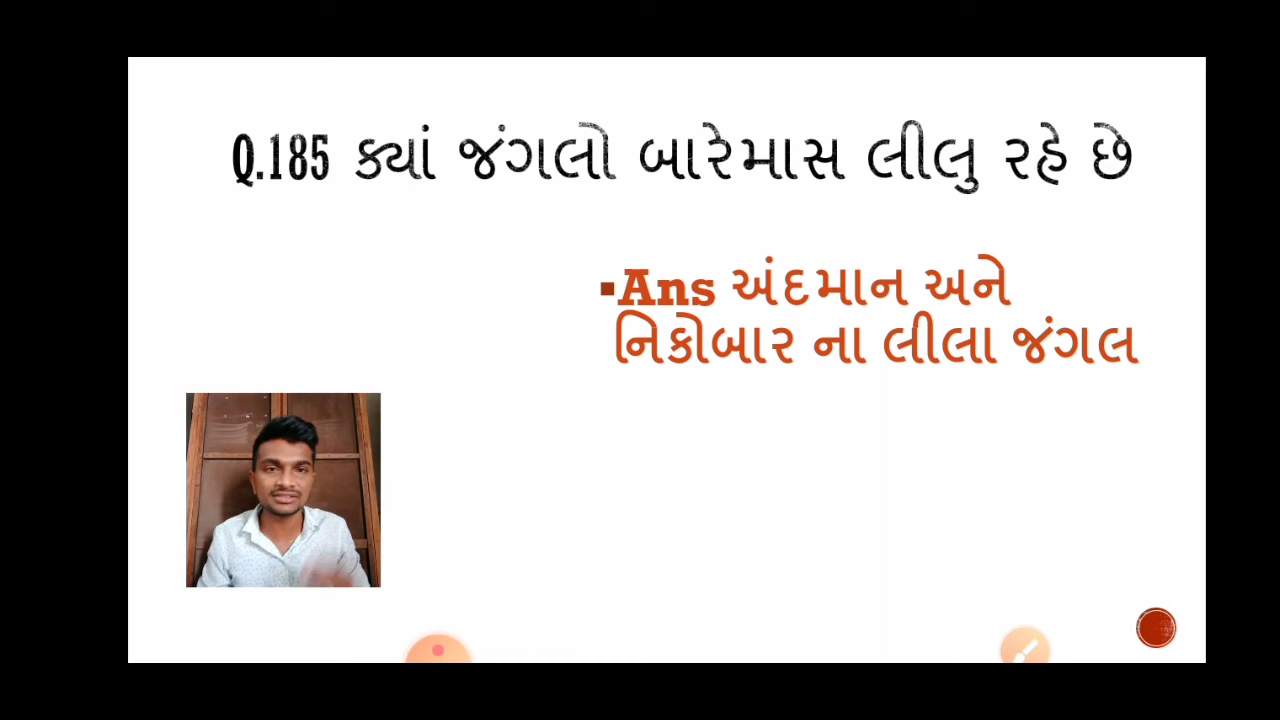 Q.185 ક્યાં જંગલો બારેમાસ લીલુ રહે છે
▪Ans અંદમાન અને
નિકોબાર ના લીલા જંગલ